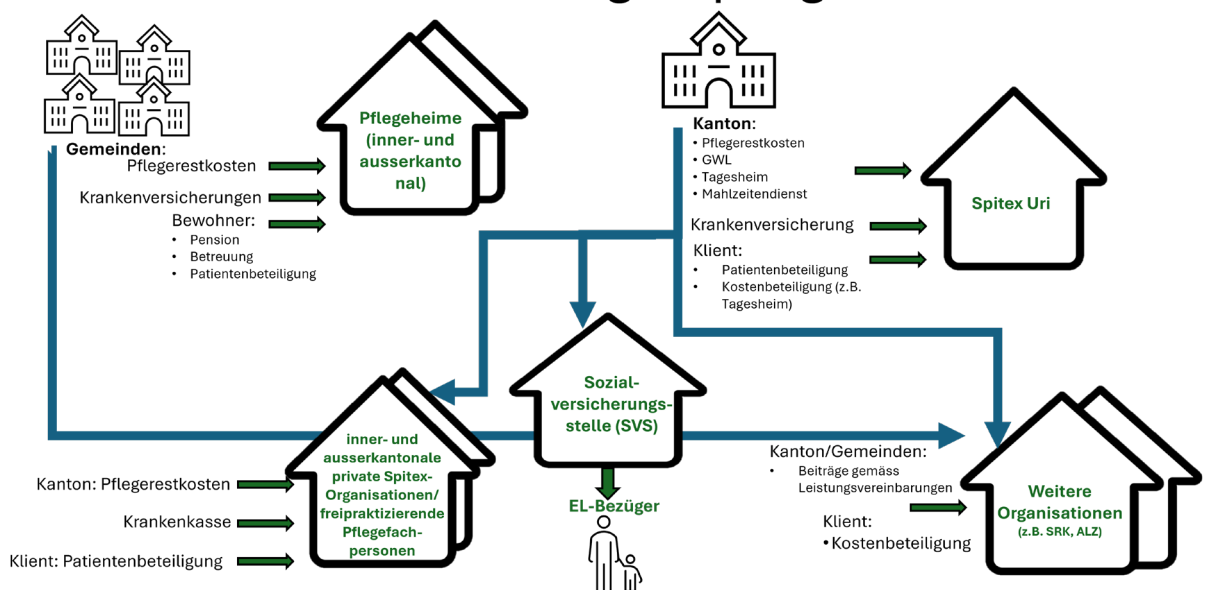 Gemeinden:
Pflegerestkosten
Krankenversicherungen
Bewohner:
• Pension
• Betreuung
• Patientenbeteiligung
Pflegeheime
(inner- und
ausserkanto
nal)
Kanton:
• Pflegerestkosten
• GWL
• Tagesheim
• Mahlzeitendienst
Krankenversicherung
Klient:
• Patientenbeteiligung
• Kostenbeteiligung (z.B.
Tagesheim)
Spitex Uri
Sozial-
versicherungs-
stelle (SVS)
EL-Bezüger
inner- und
ausserkantonale
private Spitex-
Organisationen/
freipraktizierende
Pflegefach-
personen
Kanton: Pflegerestkosten
Krankenkasse
Klient: Patientenbeteiligung
Kanton/Gemeinden:
• Beiträge gemäss
Leistungsvereinbarungen
Klient:
• Kostenbeteiligung
Weitere
Organisationen
(z.B. SRK, ALZ)